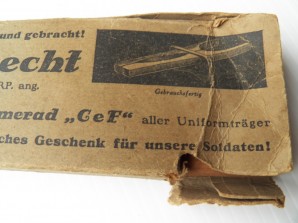 und gebracht!
echt
RP. ang.
Gebrauchsfertig
merad „CeF" aller Uniformträger
ches Geschenk für unsere Soldaten!